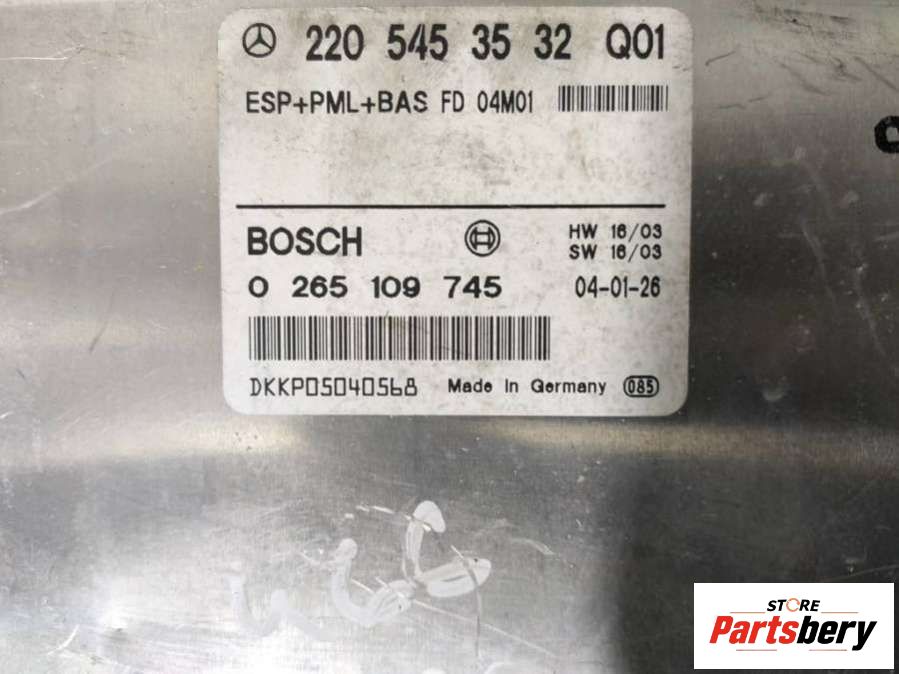 220 545 35 32 Q01
ESP+PML+BAS FD 04M01
BOSCH
HW 16/03
SW 16/03
0 265 109 745 04-01-26
DKKP05040568 Made in Germany 085
STORE
Partsbery